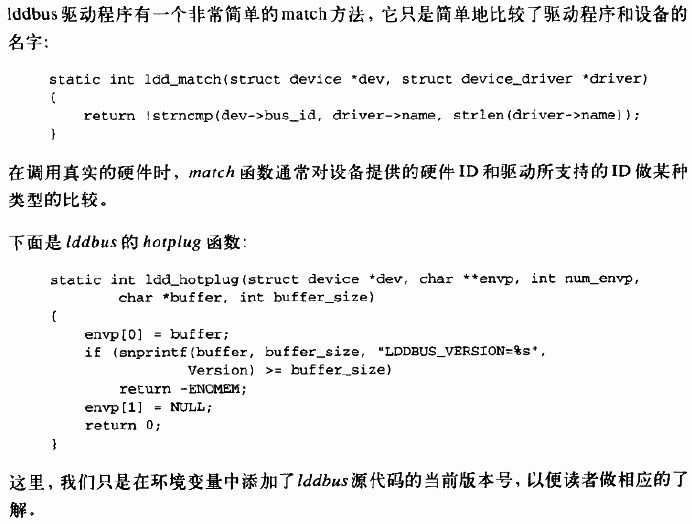 lddbus 驱动程序有一个非常简单的match 方法，它只是简单地比较了驱动程序和设备的
名字：
static int ldd_match(struct device *dev, struct device_driver *driver)
{
return !strncmp(dev->bus_id, driver->name, strlen(driver->name));
}
在调用真实的硬件时，match 函数通常对设备提供的硬件 ID 和驱动所支持的 ID 做某种
类型的比较。
下面是 lddbus 的 hotplug 函数：
static int ldd_hotplug(struct device *dev, char **envp, int num_envp,
char *buffer, int buffer_size)
{
envp[0] = buffer;
if (snprintf(buffer, buffer_size, "LDDBUS_VERSION=%s",
Version) >= buffer_size)
return -ENOMEM;
envp[1] = NULL;
return 0;
}
这里，我们只是在环境变量中添加了lddbus源代码的当前版本号，以便读者做相应的了
解。